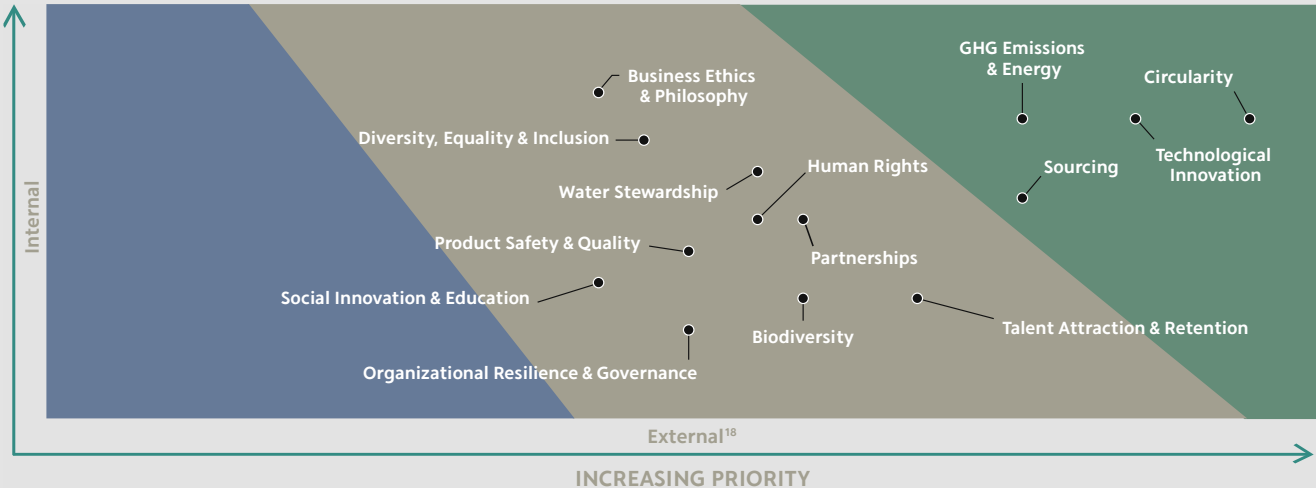 GHG Emissions
& Energy
Circularity
Business Ethics
& Philosophy
Diversity, Equality & Inclusion
Human Rights
Technological
Innovation
Sourcing
Water Stewardship
Internal
Product Safety & Quality
Partnerships
Social Innovation & Education
Talent Attraction & Retention
Biodiversity
Organizational Resilience & Governance
External¹⁸
INCREASING PRIORITY